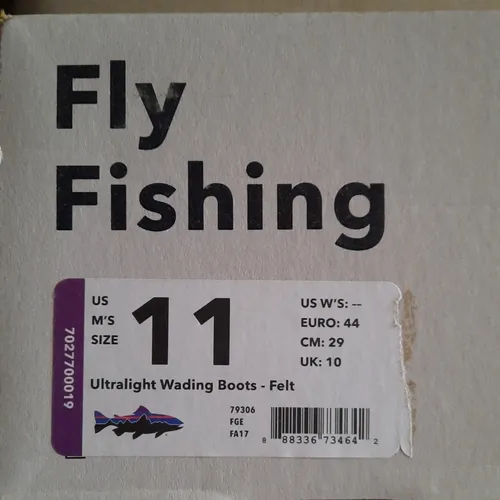 Fly
Fishing
7027700019
US
M'S
SIZE
11
US W'S: --
EURO: 44
CM: 29
UK: 10
Ultralight Wading Boots - Felt
79306
FGE
FA17
8 88336 73464 2